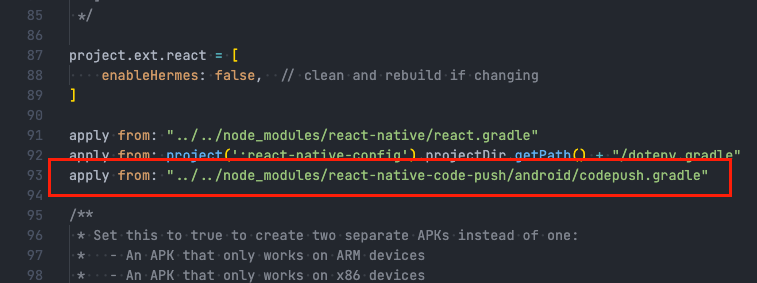 85 */
86
87 project.ext.react = [
88 enableHermes: false, // clean and rebuild if changing
89 ]
90
91 apply from: "../../node_modules/react-native/react.gradle"
92 apply from: project(':react-native-config').projectDir.getPath() + "/dotenv.gradle"
93 apply from: "../../node_modules/react-native-code-push/android/codepush.gradle"
94
95 /**
96 * Set this to true to create two separate APKs instead of one:
97 * - An APK that only works on ARM devices
98 * - An APK that only works on x86 devices